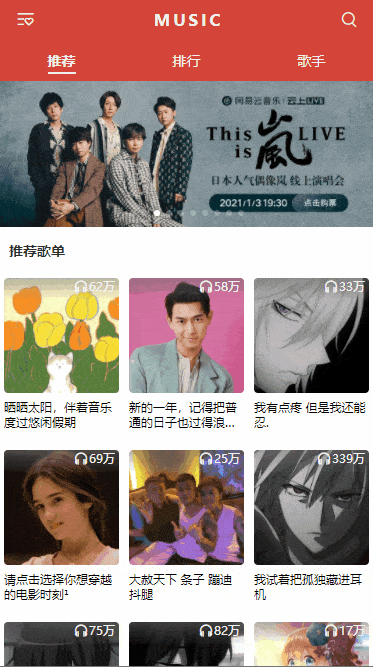 MUSIC
推荐 排行 歌手
网易云音乐 云上LIVE
This is 嵐 LIVE
日本人气偶像岚 线上演唱会
2021/1/3 19:30 点击购票
推荐歌单
62万 58万 33万
晒晒太阳，伴着音乐度过悠闲假期
新的一年，记得把普通的日子也过得浪...
我有点疼 但是我还能忍.
69万 25万 339万
请点击选择你想穿越的电影时刻¹
大赦天下 条子 蹦迪 抖腿
我试着把孤独藏进耳机
75万 82万 17万